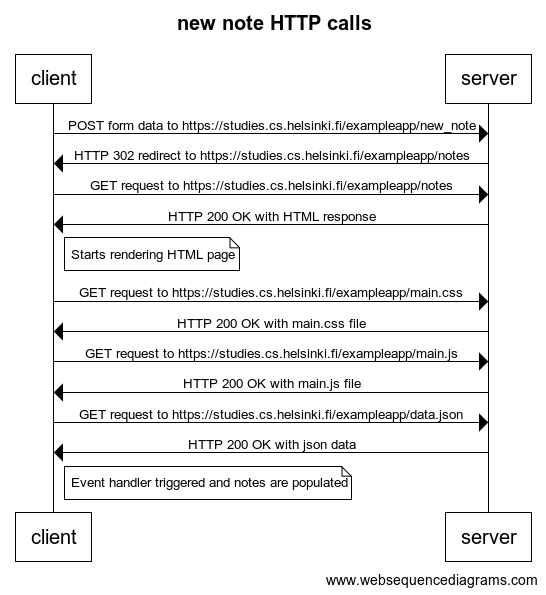 new note HTTP calls
client
server
POST form data to https://studies.cs.helsinki.fi/exampleapp/new_note
HTTP 302 redirect to https://studies.cs.helsinki.fi/exampleapp/notes
GET request to https://studies.cs.helsinki.fi/exampleapp/notes
HTTP 200 OK with HTML response
Starts rendering HTML page
GET request to https://studies.cs.helsinki.fi/exampleapp/main.css
HTTP 200 OK with main.css file
GET request to https://studies.cs.helsinki.fi/exampleapp/main.js
HTTP 200 OK with main.js file
GET request to https://studies.cs.helsinki.fi/exampleapp/data.json
HTTP 200 OK with json data
Event handler triggered and notes are populated
client
server
www.websequencediagrams.com